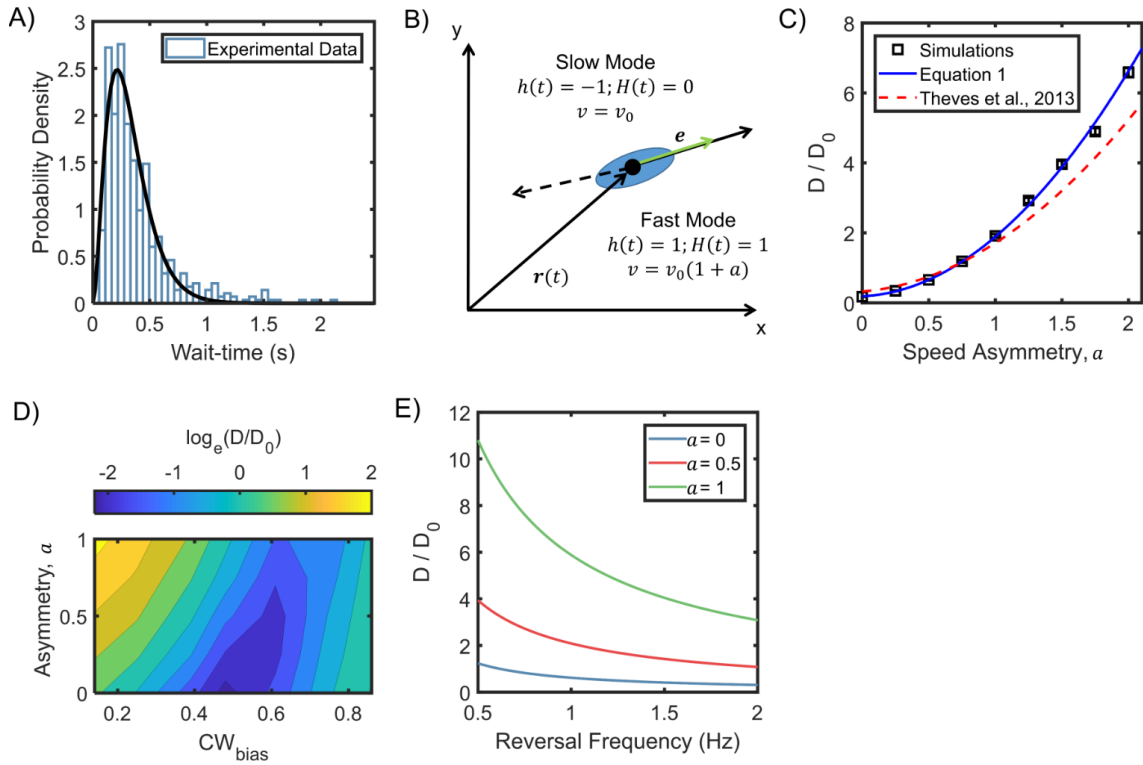 A)
3
2.5
2
1.5
1
0.5
0
Probability Density
Experimental Data
0 0.5 1 1.5 2
Wait-time (s)
B)
y
Slow Mode
h(t) = −1; H(t) = 0
v = v₀
e
Fast Mode
h(t) = 1; H(t) = 1
v = v₀(1 + a)
r(t)
x
C)
8
6
4
2
0
D / D₀
Simulations
Equation 1
Theves et al., 2013
0 0.5 1 1.5 2
Speed Asymmetry, a
D)
logₑ(D/D₀)
-2 -1 0 1 2
1
0.5
0
Asymmetry, a
0.2 0.4 0.6 0.8
CW_bias
E)
12
10
8
6
4
2
0
D / D₀
a = 0
a = 0.5
a = 1
0.5 1 1.5 2
Reversal Frequency (Hz)